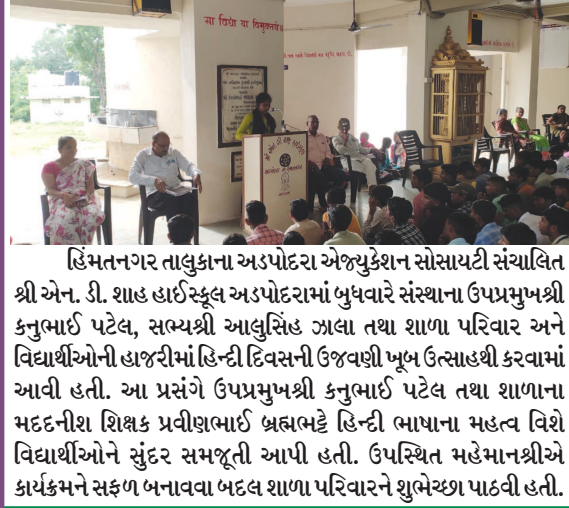 सा विद्या या विमुक्तये॥
હિંમતનગર તાલુકાના અડપોદરા એજ્યુકેશન સોસાયટી સંચાલિત
શ્રી એન. ડી. શાહ હાઈસ્કૂલ અડપોદરામાં બુધવારે સંસ્થાના ઉપપ્રમુખશ્રી
કનુભાઈ પટેલ, સભ્યશ્રી આલુસિંહ ઝાલા તથા શાળા પરિવાર અને
વિદ્યાર્થીઓની હાજરીમાં હિન્દી દિવસની ઉજવણી ખૂબ ઉત્સાહથી કરવામાં
આવી હતી. આ પ્રસંગે ઉપપ્રમુખશ્રી કનુભાઈ પટેલ તથા શાળાના
મદદનીશ શિક્ષક પ્રવીણભાઈ બ્રહ્મભટ્ટે હિન્દી ભાષાના મહત્વ વિશે
વિદ્યાર્થીઓને સુંદર સમજૂતી આપી હતી. ઉપસ્થિત મહેમાનશ્રીએ
કાર્યક્રમને સફળ બનાવવા બદલ શાળા પરિવારને શુભેચ્છા પાઠવી હતી.